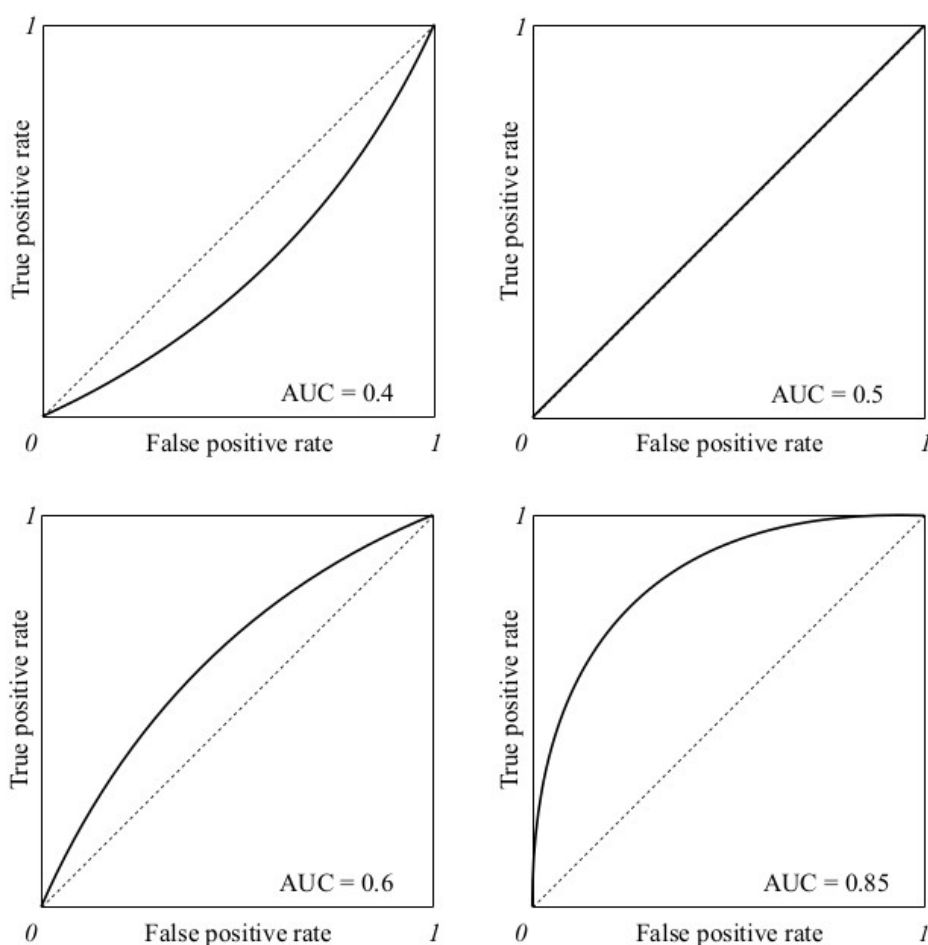 1
True positive rate
AUC = 0.4
0
False positive rate
1
1
True positive rate
AUC = 0.5
0
False positive rate
1
1
True positive rate
AUC = 0.6
0
False positive rate
1
1
True positive rate
AUC = 0.85
0
False positive rate
1